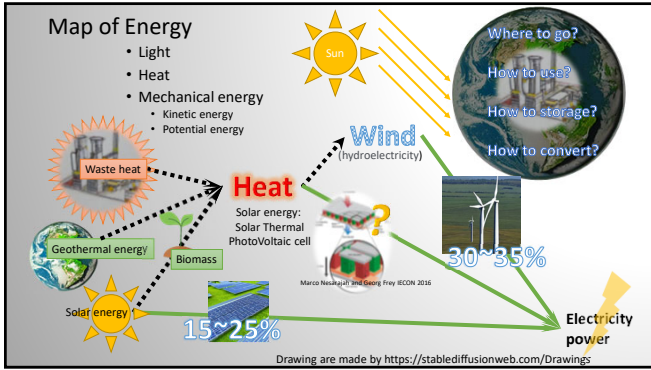 Map of Energy
• Light
• Heat
• Mechanical energy
• Kinetic energy
• Potential energy
Sun
Where to go?
How to use?
How to storage?
How to convert?
Wind
(hydroelectricity)
Waste heat
Heat
Solar energy:
Solar Thermal
PhotoVoltaic cell
?
Geothermal energy
Biomass
30~35%
Marco Nesarajah and Georg Frey IECON 2016
Solar energy
15~25%
Electricity
power
Drawing are made by https://stablediffusionweb.com/Drawings